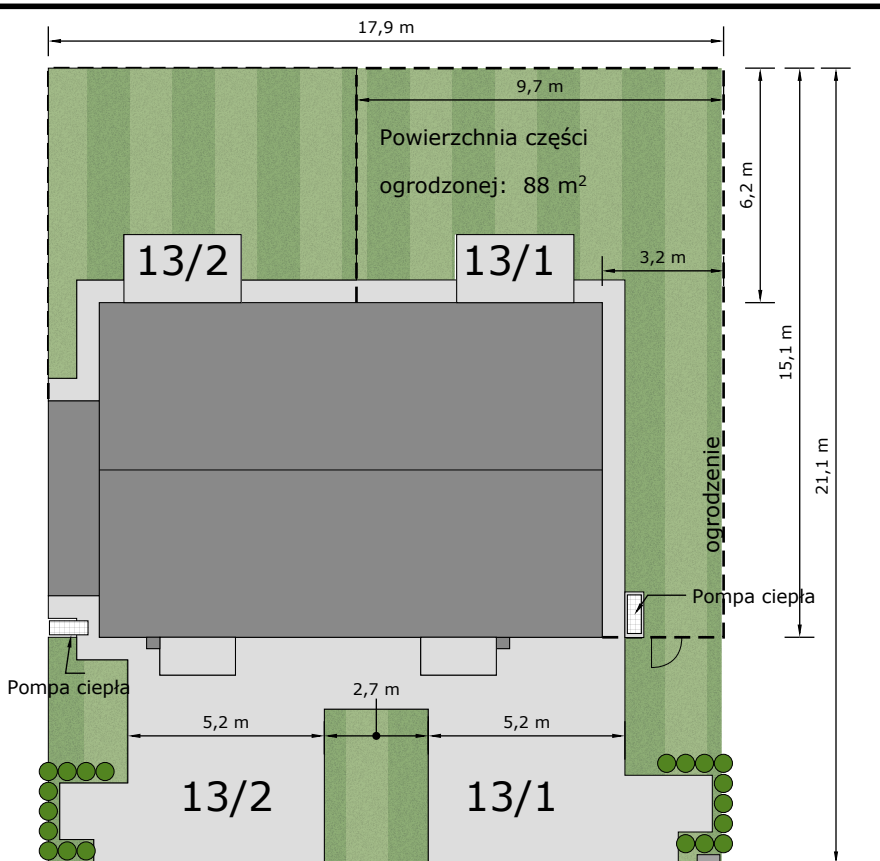 17,9 m
9,7 m
Powierzchnia części
ogrodzonej: 88 m²
6,2 m
13/2
13/1
3,2 m
15,1 m
21,1 m
ogrodzenie
Pompa ciepła
Pompa ciepła
2,7 m
5,2 m
5,2 m
13/2
13/1